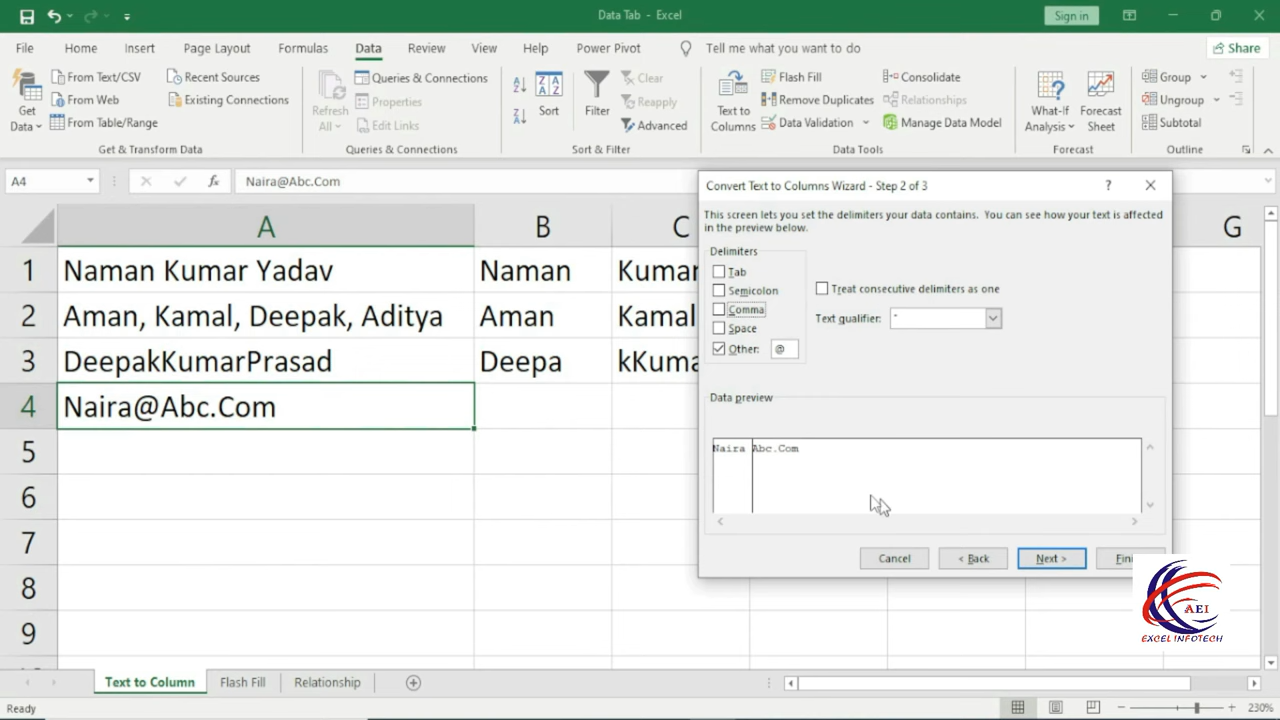 Data Tab - Excel
Sign in
File Home Insert Page Layout Formulas Data Review View Help Power Pivot Tell me what you want to do Share
Get Data
From Text/CSV
From Web
From Table/Range
Recent Sources
Existing Connections
Get & Transform Data
Refresh All
Queries & Connections
Properties
Edit Links
Queries & Connections
Sort
Filter
Clear
Reapply
Advanced
Sort & Filter
Text to Columns
Flash Fill
Remove Duplicates
Data Validation
Consolidate
Relationships
Manage Data Model
Data Tools
What-If Analysis
Forecast Sheet
Forecast
Group
Ungroup
Subtotal
Outline
A4 fx Naira@Abc.Com
A B C G
1 Naman Kumar Yadav Naman Kumar
2 Aman, Kamal, Deepak, Aditya Aman Kamal
3 DeepakKumarPrasad Deepa kKuma
4 Naira@Abc.Com
5
6
7
8
9
Convert Text to Columns Wizard - Step 2 of 3 ?
This screen lets you set the delimiters your data contains. You can see how your text is affected
in the preview below.
Delimiters
Tab
Semicolon
Comma
Space
Other: @
Treat consecutive delimiters as one
Text qualifier: "
Data preview
Naira Abc.Com
Cancel < Back Next > Fini
AEI
EXCEL INFOTECH
Text to Column Flash Fill Relationship
Ready 230%